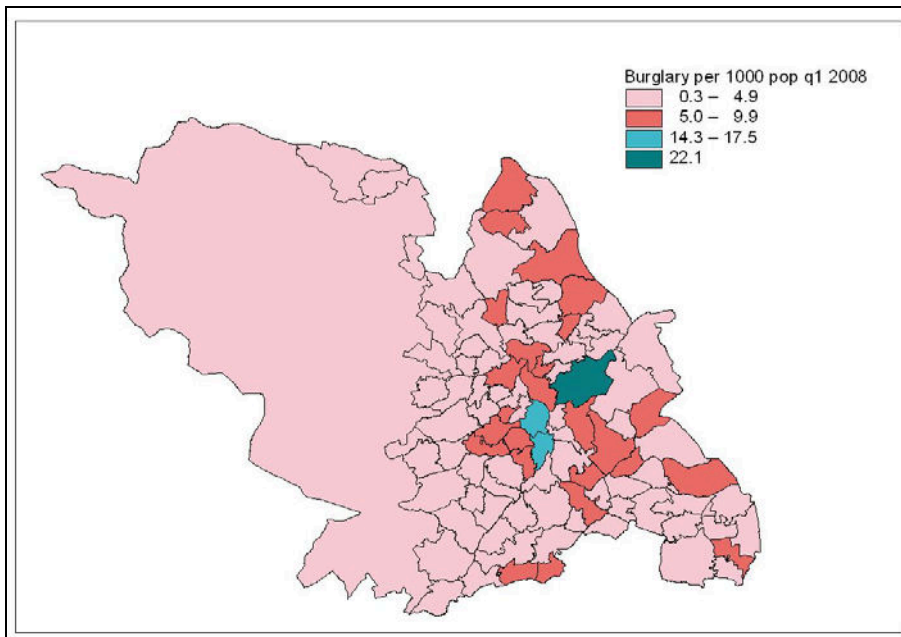 Burglary per 1000 pop q1 2008
0.3 – 4.9
5.0 – 9.9
14.3 – 17.5
22.1